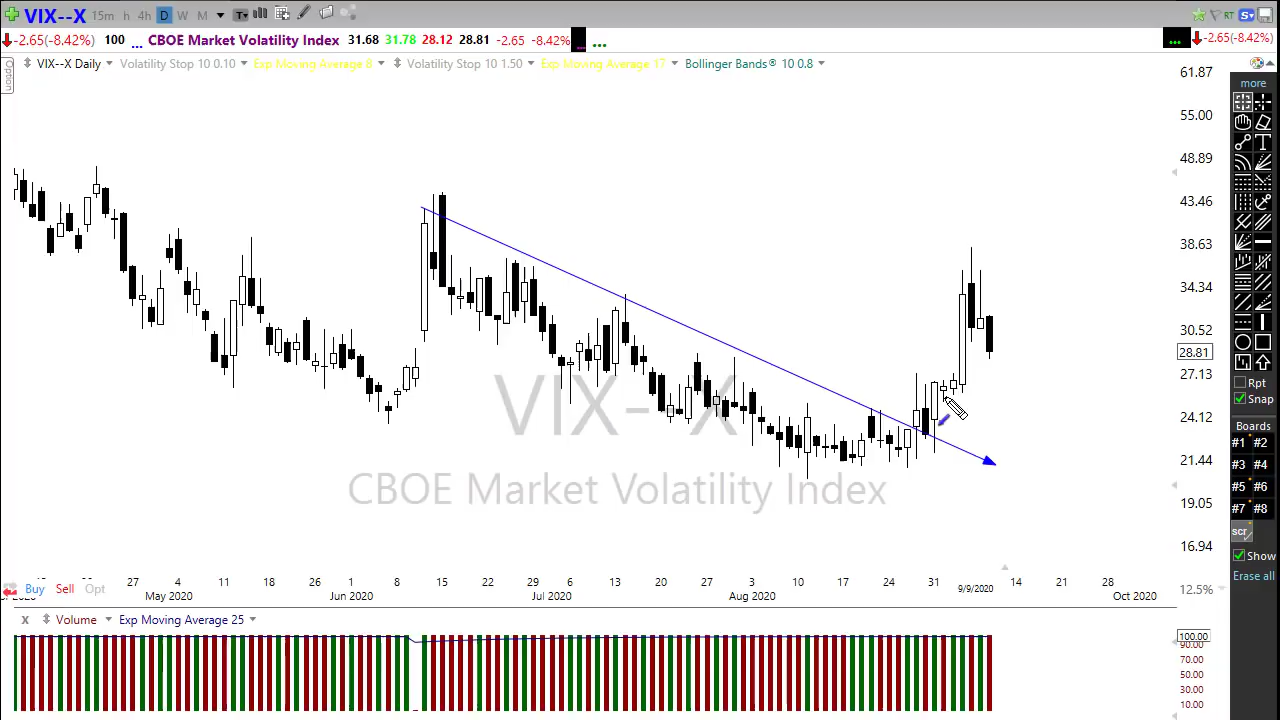 VIX--X 15m h 4h D W M T RT S
-2.65(-8.42%) 100 ... CBOE Market Volatility Index 31.68 31.78 28.12 28.81 -2.65 -8.42% ... ... -2.65(-8.42%)
Option
VIX--X Daily Volatility Stop 10 0.10 Exp Moving Average 8 Volatility Stop 10 1.50 Exp Moving Average 17 Bollinger Bands® 10 0.8
61.87
55.00
48.89
43.46
38.63
34.34
30.52
28.81
27.13
24.12
21.44
19.05
16.94
12.5%
more
T
Rpt
Snap
Boards
#1 #2
#3 #4
#5 #6
#7 #8
scr
Show
Erase all
VIX--X
CBOE Market Volatility Index
27 4 11 18 26 1 8 15 22 29 6 13 20 27 3 10 17 24 31 9/9/2020 14 21 28
May 2020 Jun 2020 Jul 2020 Aug 2020 Oct 2020
Buy Sell Opt
x Volume Exp Moving Average 25
100.00
90.00
70.00
50.00
30.00
10.00